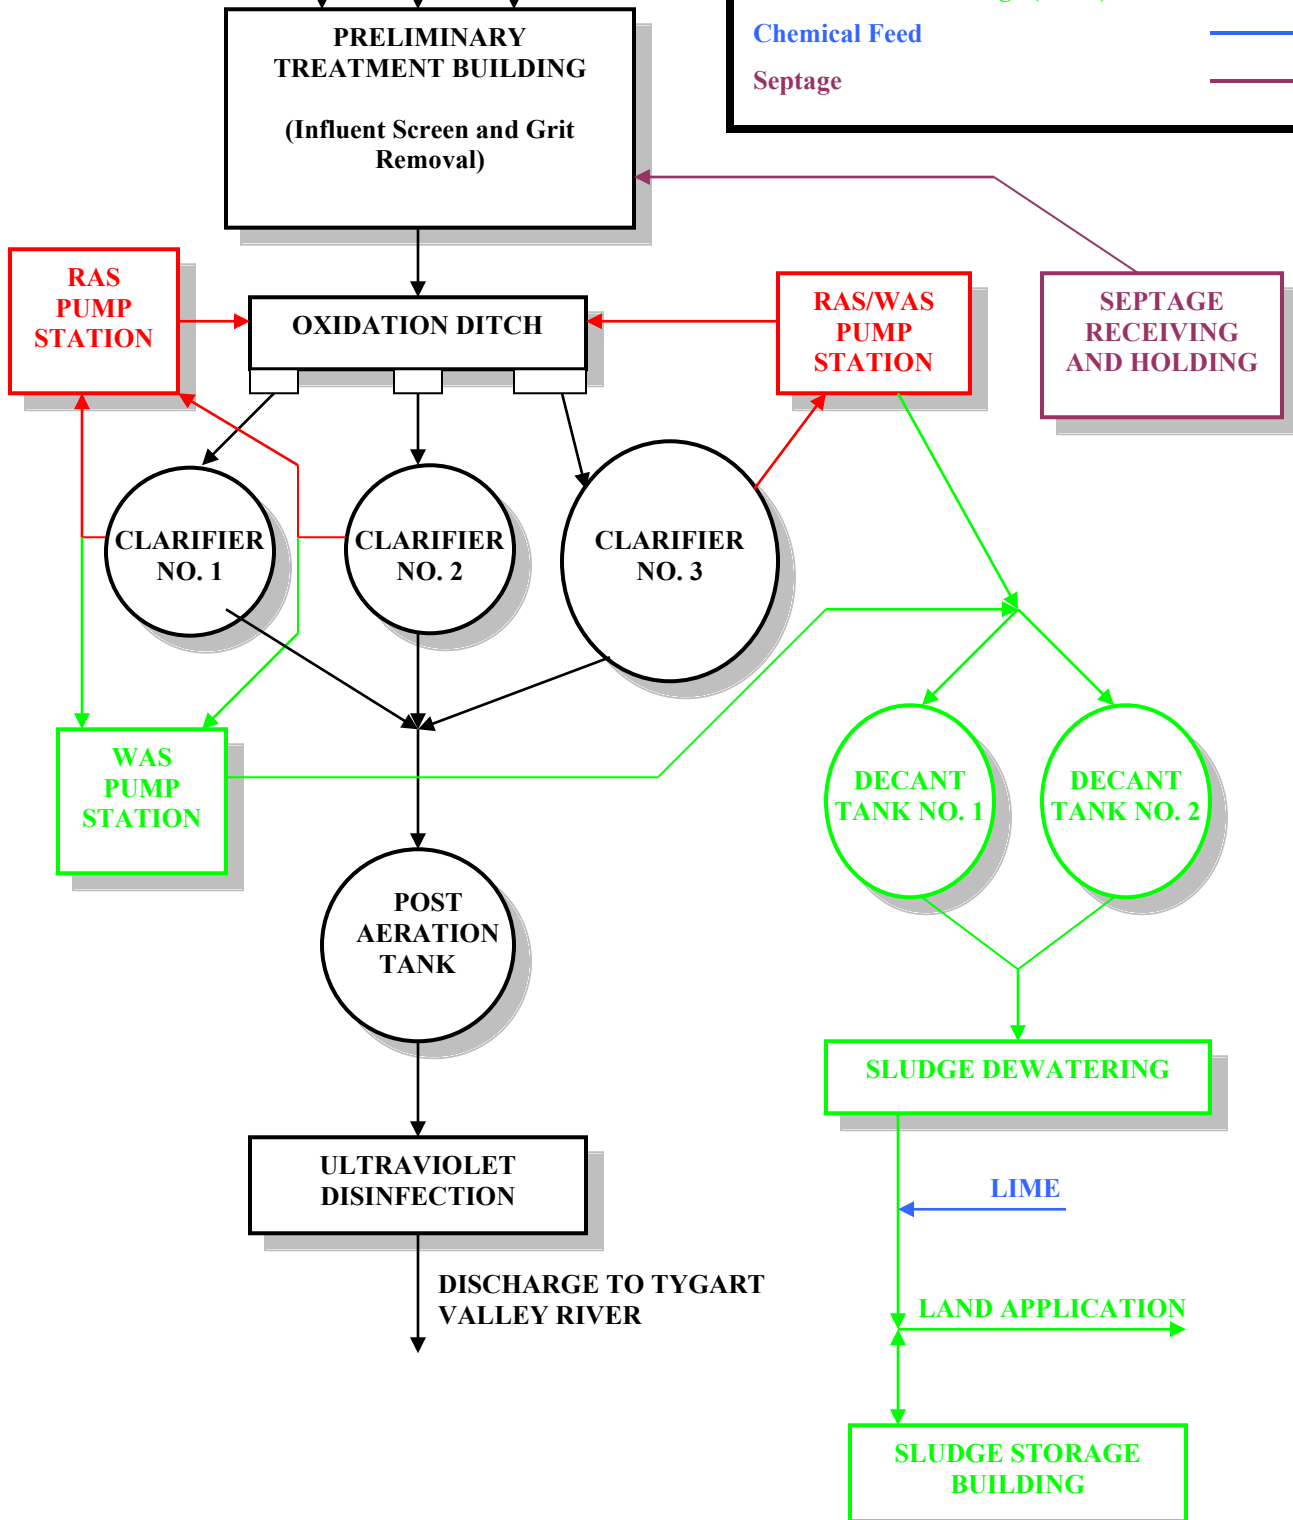 Chemical Feed
Septage
PRELIMINARY
TREATMENT BUILDING
(Influent Screen and Grit
Removal)
RAS
PUMP
STATION
OXIDATION DITCH
RAS/WAS
PUMP
STATION
SEPTAGE
RECEIVING
AND HOLDING
CLARIFIER
NO. 1
CLARIFIER
NO. 2
CLARIFIER
NO. 3
WAS
PUMP
STATION
DECANT
TANK NO. 1
DECANT
TANK NO. 2
POST
AERATION
TANK
SLUDGE DEWATERING
ULTRAVIOLET
DISINFECTION
LIME
DISCHARGE TO TYGART
VALLEY RIVER
LAND APPLICATION
SLUDGE STORAGE
BUILDING